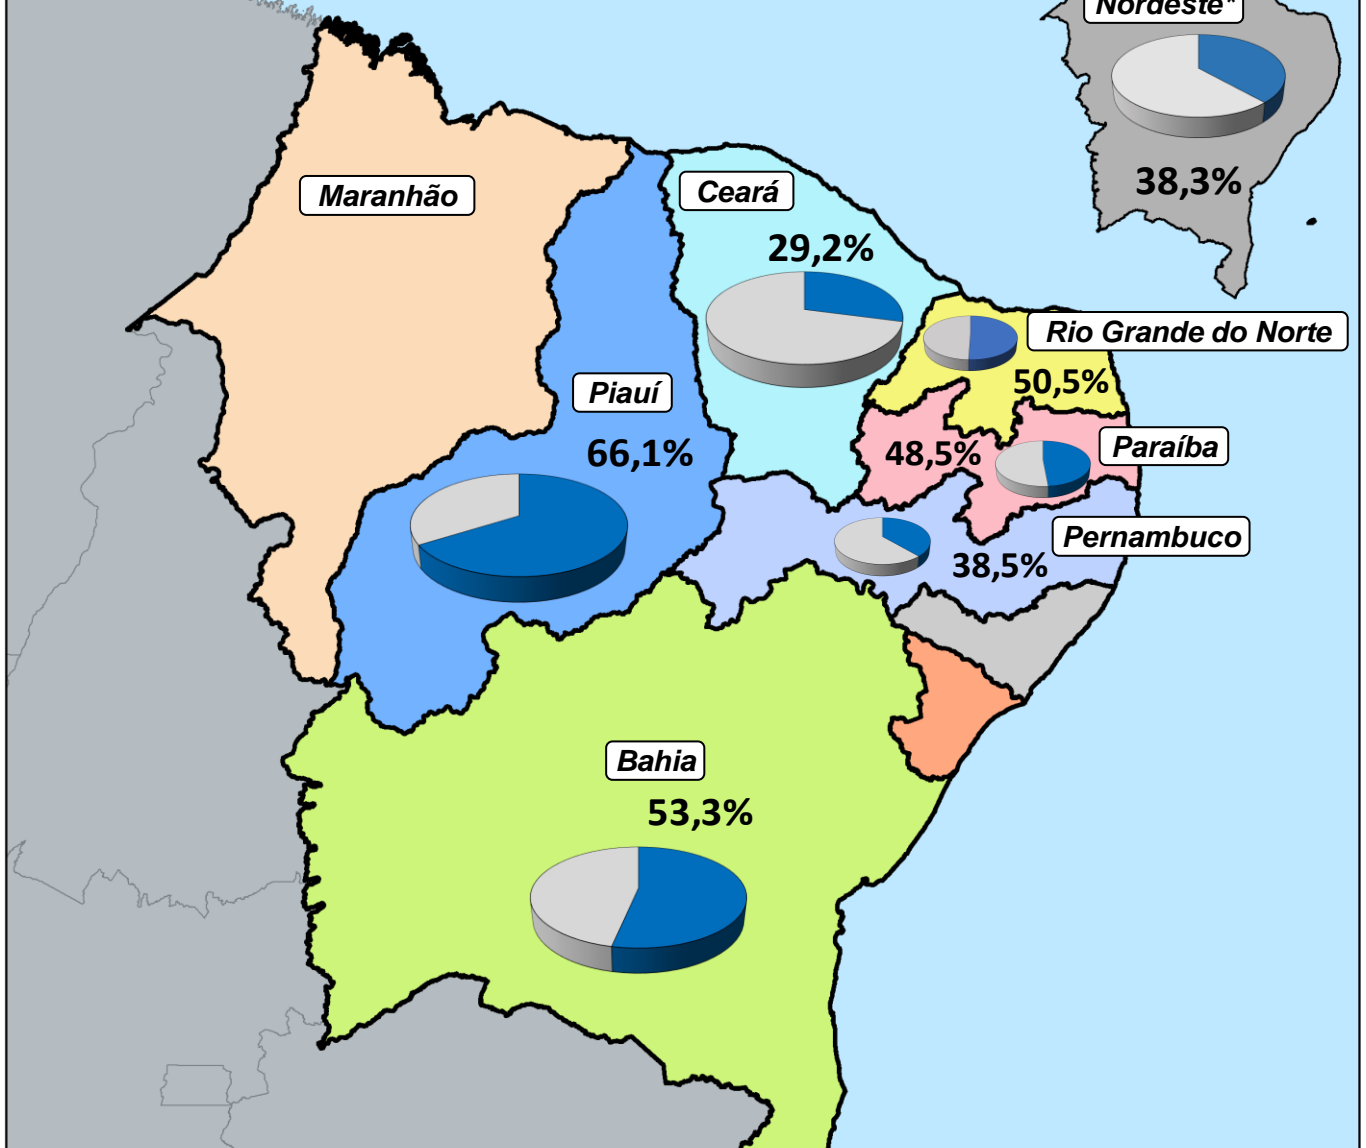 Nordeste*
38,3%
Maranhão
Ceará
29,2%
Rio Grande do Norte
50,5%
Piauí
66,1%
Paraíba
48,5%
Pernambuco
38,5%
Bahia
53,3%